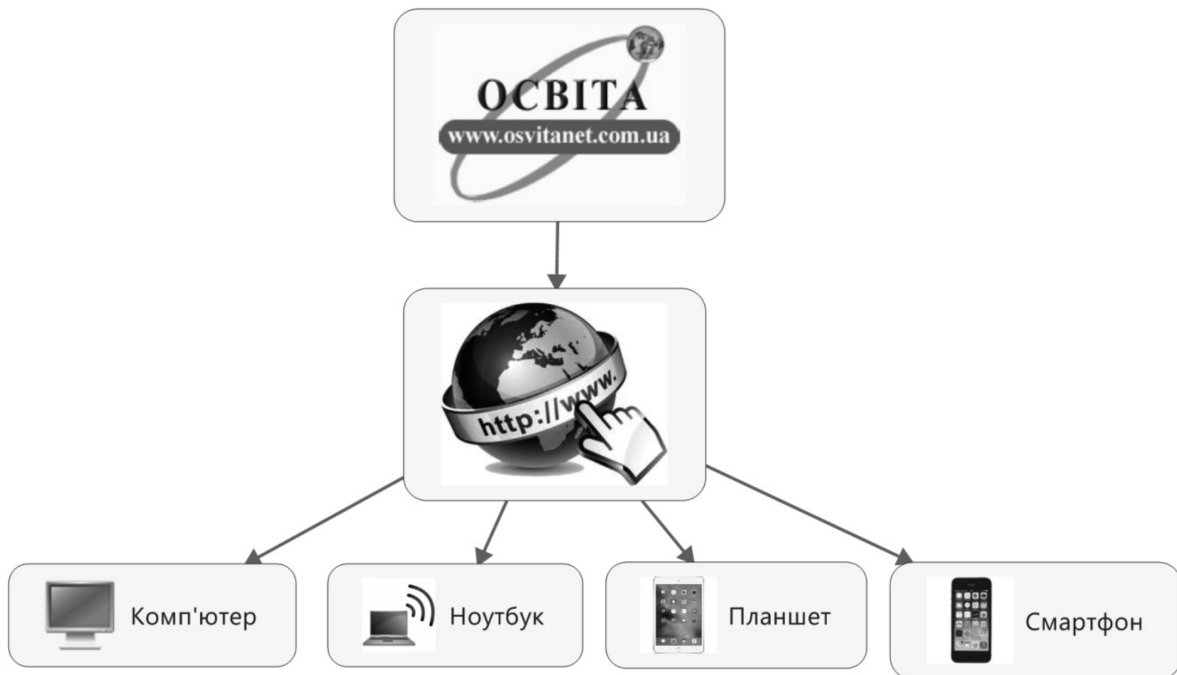 ОСВІТА
www.osvitanet.com.ua
http://www.
Комп'ютер
Ноутбук
Планшет
Смартфон